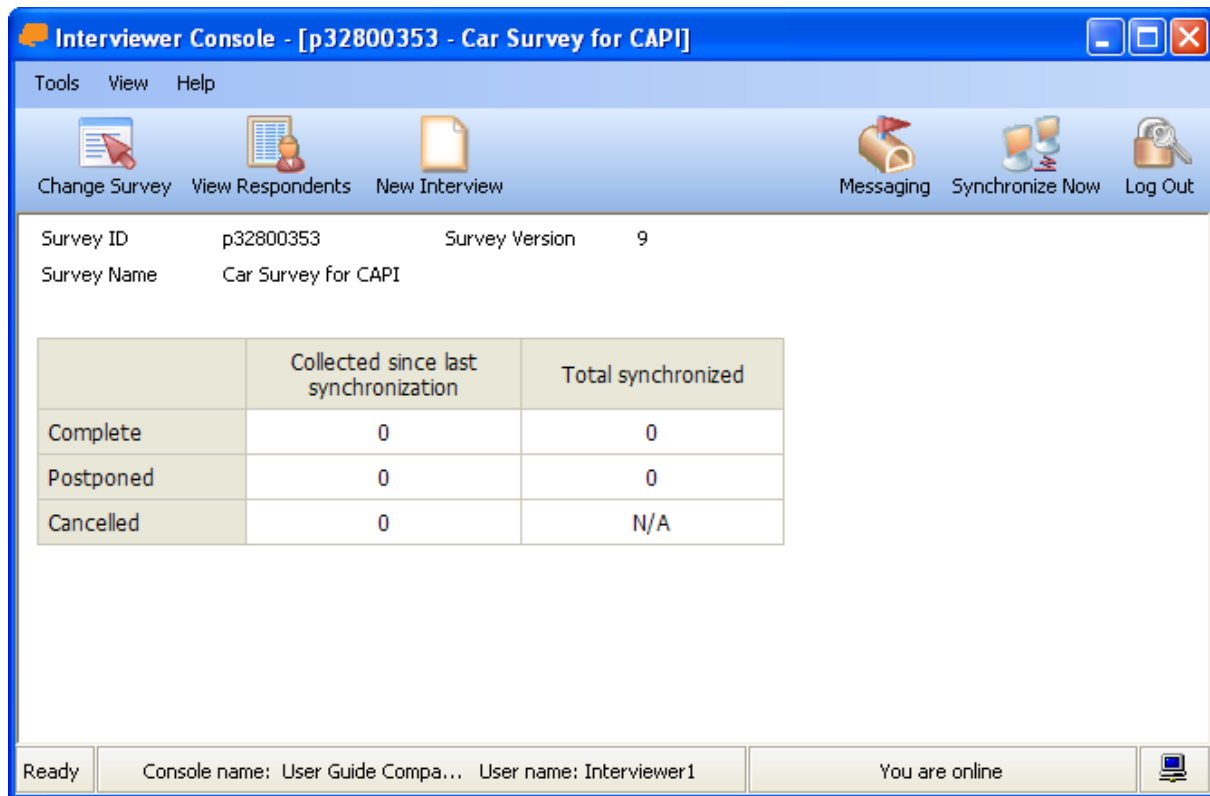 Interviewer Console - [p32800353 - Car Survey for CAPI]
Tools View Help
Change Survey View Respondents New Interview Messaging Synchronize Now Log Out
Survey ID p32800353 Survey Version 9
Survey Name Car Survey for CAPI
Collected since last
synchronization Total synchronized
Complete 0 0
Postponed 0 0
Cancelled 0 N/A
Ready Console name: User Guide Compa... User name: Interviewer1 You are online